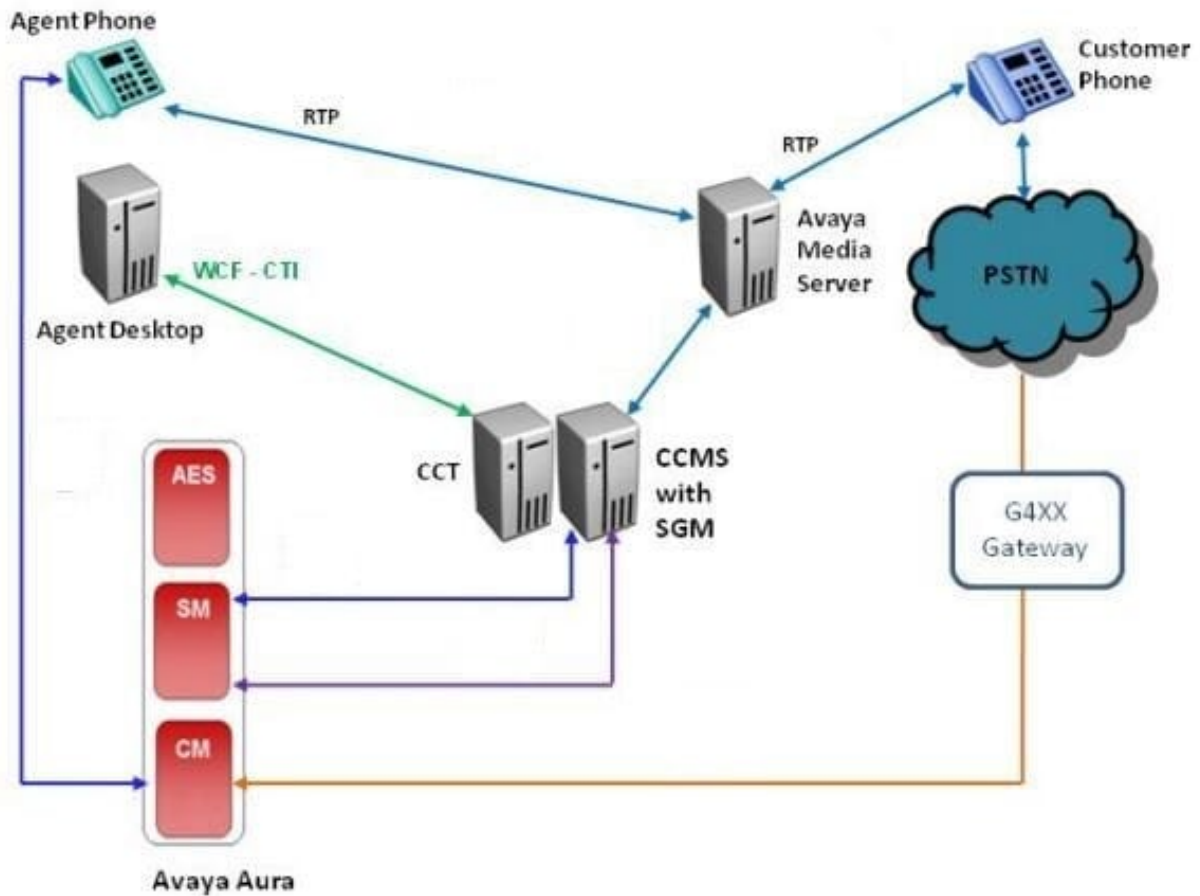 Agent Phone
Customer
Phone
RTP
RTP
Avaya
Media
Server
PSTN
WCF - CTI
Agent Desktop
CCT
CCMS
with
SGM
AES
SM
CM
G4XX
Gateway
Avaya Aura